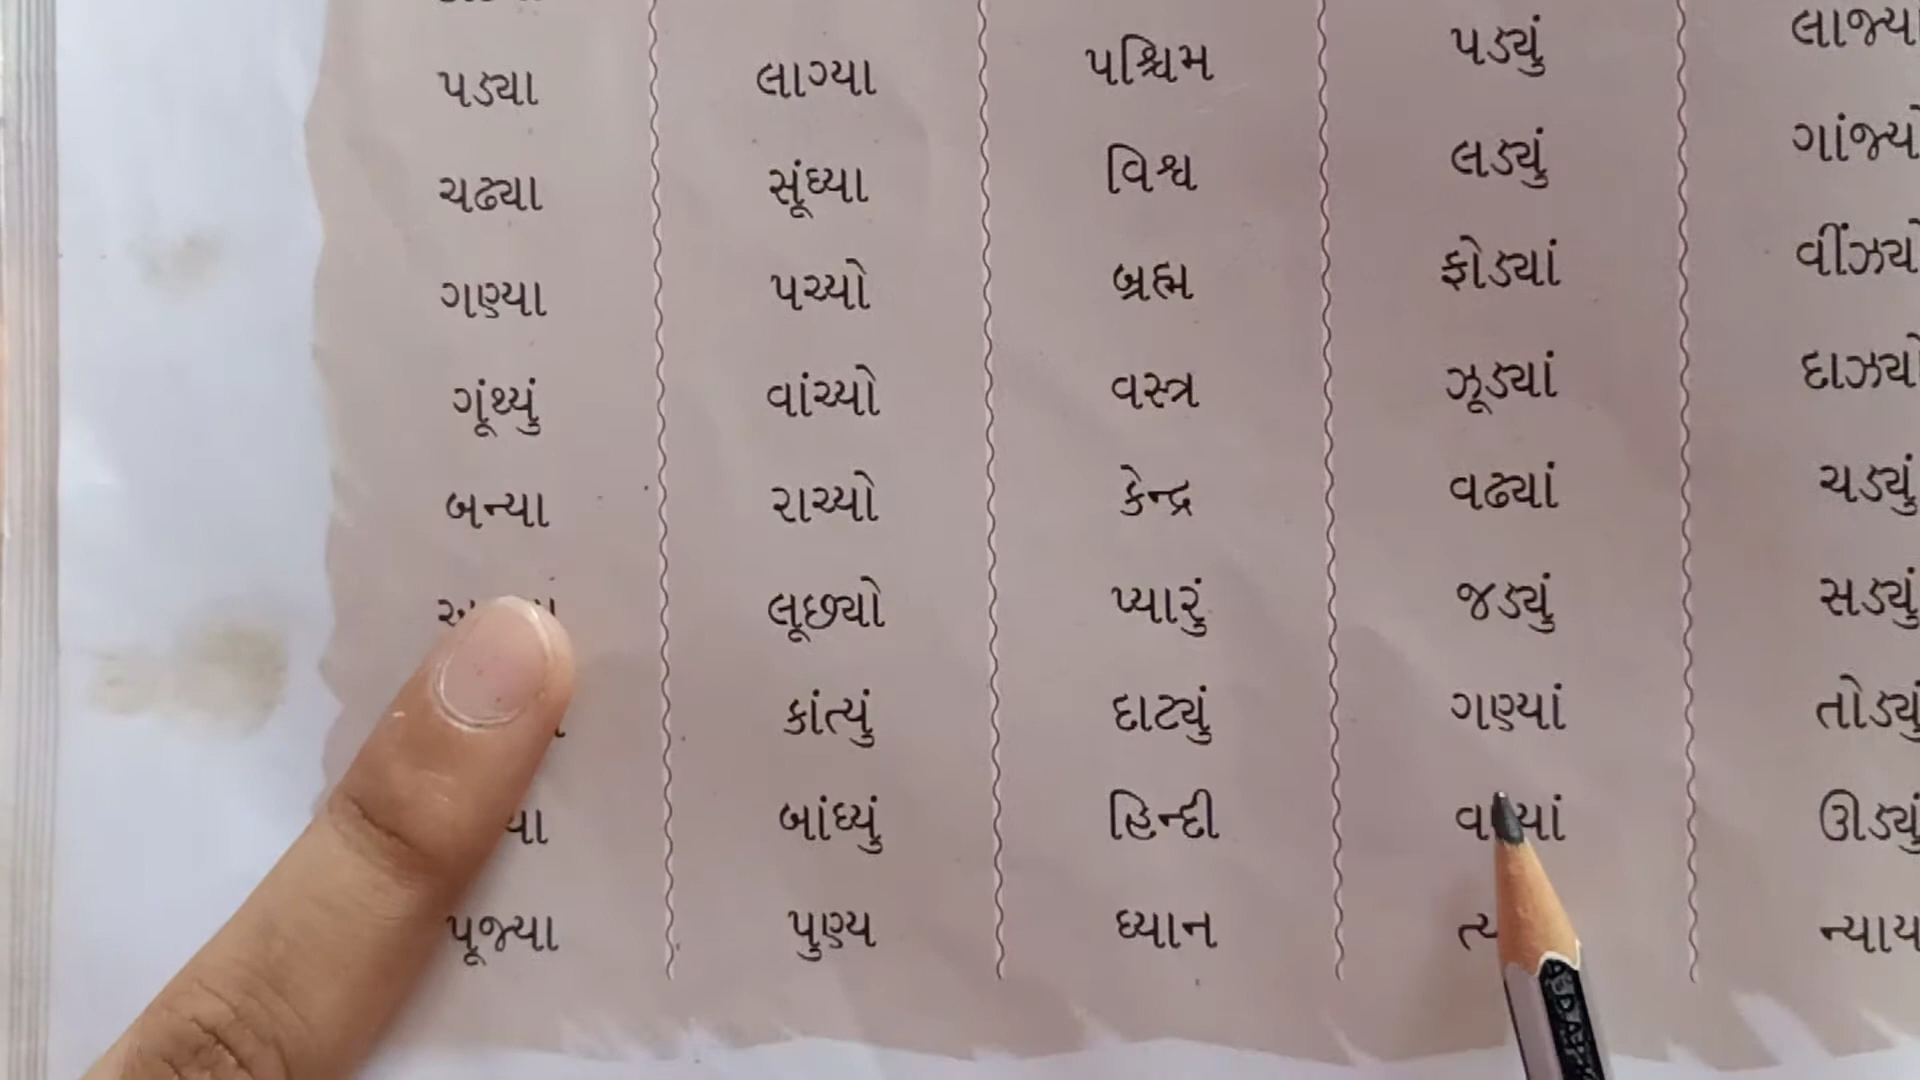 પડ્યા લાગ્યા પશ્ચિમ પડ્યું
ચઢ્યા સૂંઘ્યા વિશ્વ લડ્યું
ગણ્યા પચ્યો બ્રહ્મ ફોડ્યાં
ગૂંથ્યું વાંચ્યો વસ્ત્ર ઝૂડ્યાં
બન્યા રાચ્યો કેન્દ્ર વઢ્યાં ચડ્યું
લૂછ્યો પ્યારું જડ્યું સડ્યું
કાંત્યું દાટ્યું ગણ્યાં તોડ્યું
બાંધ્યું હિન્દી ઊડ્યું
પૂજ્યા પુણ્ય ધ્યાન ન્યાય